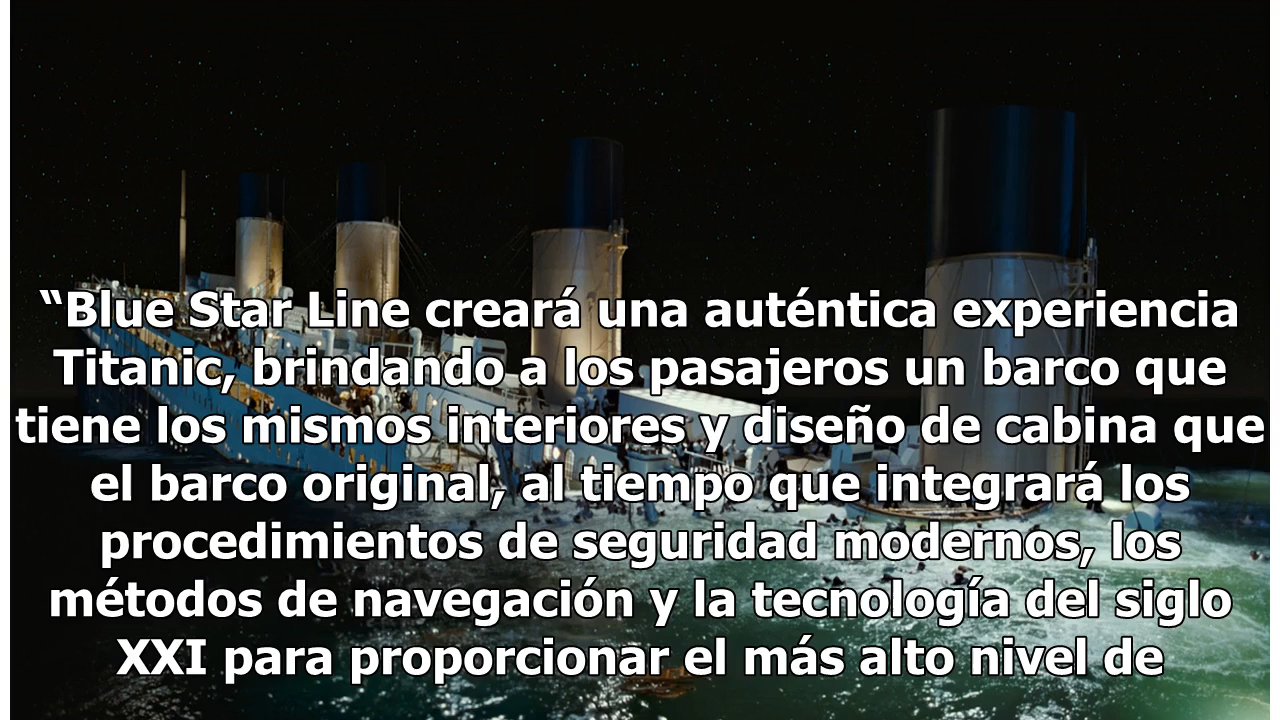 “Blue Star Line creará una auténtica experiencia
Titanic, brindando a los pasajeros un barco que
tiene los mismos interiores y diseño de cabina que
el barco original, al tiempo que integrará los
procedimientos de seguridad modernos, los
métodos de navegación y la tecnología del siglo
XXI para proporcionar el más alto nivel de